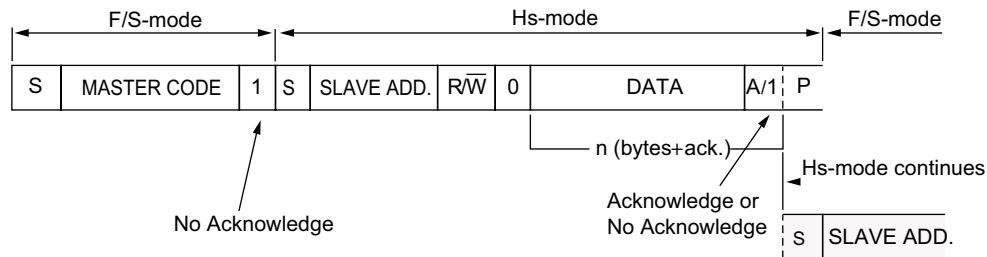 F/S-mode Hs-mode F/S-mode
S MASTER CODE 1 S SLAVE ADD. R/W̅ 0 DATA A/1 P
n (bytes+ack.)
Hs-mode continues
No Acknowledge
Acknowledge or
No Acknowledge
S SLAVE ADD.